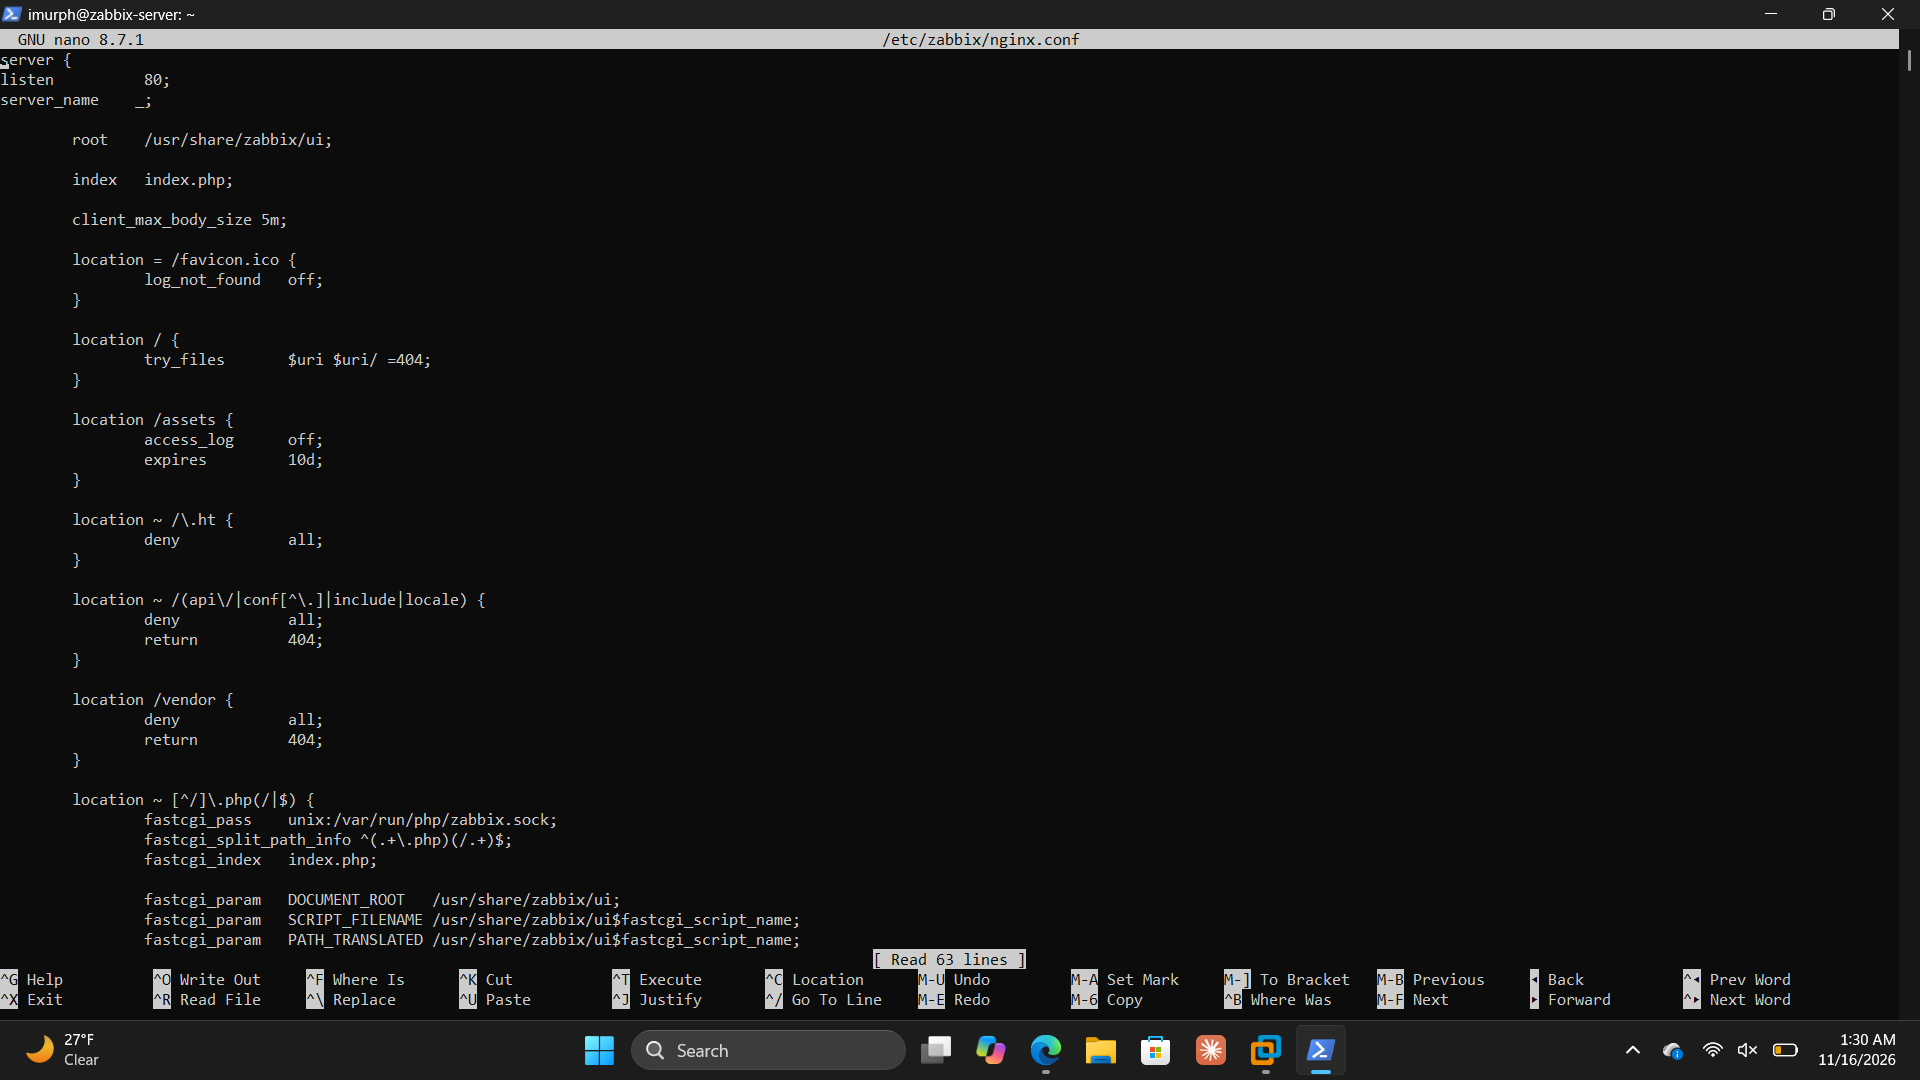 imurph@zabbix-server: ~
GNU nano 8.7.1 /etc/zabbix/nginx.conf
server {
listen          80;
server_name    _;

        root    /usr/share/zabbix/ui;

        index   index.php;

        client_max_body_size 5m;

        location = /favicon.ico {
                log_not_found   off;
        }

        location / {
                try_files       $uri $uri/ =404;
        }

        location /assets {
                access_log      off;
                expires         10d;
        }

        location ~ /\.ht {
                deny            all;
        }

        location ~ /(api\/|conf[^\.]|include|locale) {
                deny            all;
                return          404;
        }

        location /vendor {
                deny            all;
                return          404;
        }

        location ~ [^/]\.php(/|$) {
                fastcgi_pass    unix:/var/run/php/zabbix.sock;
                fastcgi_split_path_info ^(.+\.php)(/.+)$;
                fastcgi_index   index.php;

                fastcgi_param   DOCUMENT_ROOT   /usr/share/zabbix/ui;
                fastcgi_param   SCRIPT_FILENAME /usr/share/zabbix/ui$fastcgi_script_name;
                fastcgi_param   PATH_TRANSLATED /usr/share/zabbix/ui$fastcgi_script_name;
[ Read 63 lines ]
^G Help ^O Write Out ^F Where Is ^K Cut ^T Execute ^C Location M-U Undo M-A Set Mark M-] To Bracket M-B Previous ◂ Back ^◂ Prev Word
^X Exit ^R Read File ^\ Replace ^U Paste ^J Justify ^/ Go To Line M-E Redo M-6 Copy ^B Where Was M-F Next ▸ Forward ^▸ Next Word
27°F
Clear
Search
1:30 AM
11/16/2026